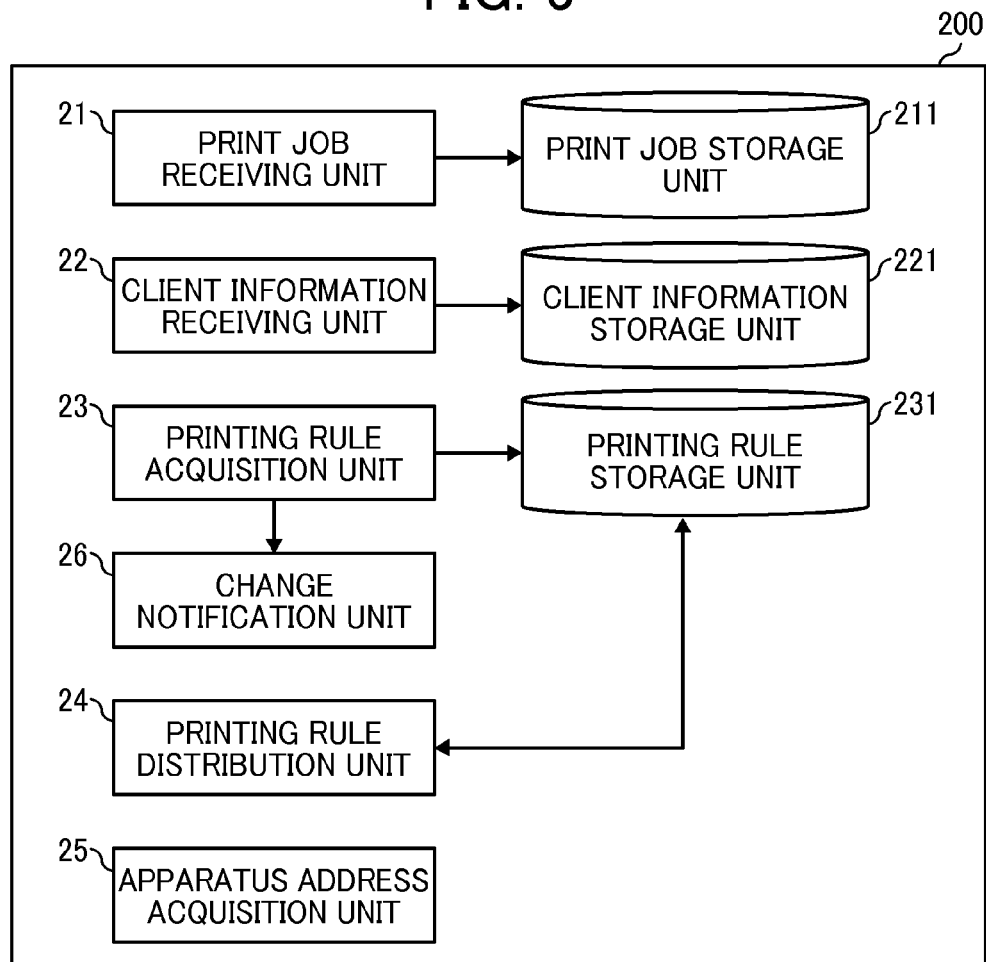 200
21
PRINT JOB
RECEIVING UNIT
211
PRINT JOB STORAGE
UNIT
22
CLIENT INFORMATION
RECEIVING UNIT
221
CLIENT INFORMATION
STORAGE UNIT
23
PRINTING RULE
ACQUISITION UNIT
231
PRINTING RULE
STORAGE UNIT
26
CHANGE
NOTIFICATION UNIT
24
PRINTING RULE
DISTRIBUTION UNIT
25
APPARATUS ADDRESS
ACQUISITION UNIT